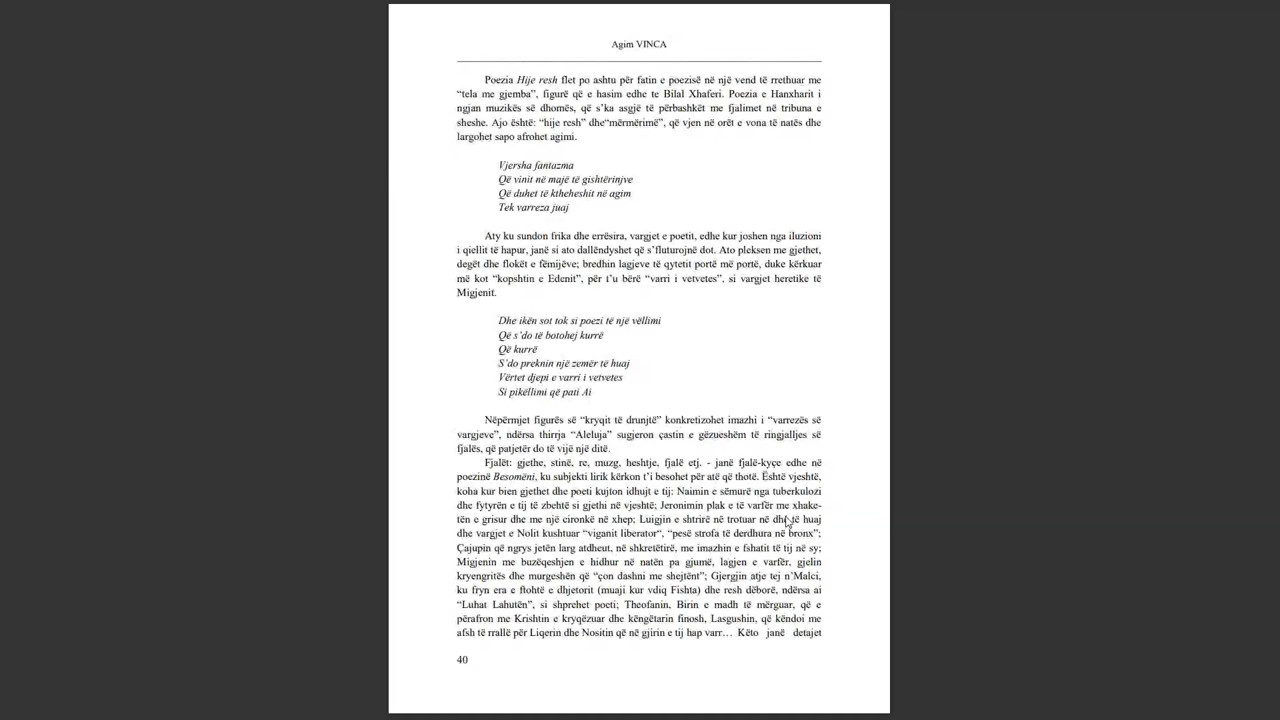 Agim VINCA
Poezia Hije resh flet po ashtu për fatin e poezisë në një vend të rrethuar me
“tela me gjemba”, figurë që e hasim edhe te Bilal Xhaferi. Poezia e Hanxharit i
ngjan muzikës së dhomës, që s’ka asgjë të përbashkët me fjalimet në tribuna e
sheshe. Ajo është: “hije resh” dhe“mërmërimë”, që vjen në orët e vona të natës dhe
largohet sapo afrohet agimi.
Vjersha fantazma
Që vinit në majë të gishtërinjve
Që duhet të ktheheshit në agim
Tek varreza juaj
Aty ku sundon frika dhe errësira, vargjet e poetit, edhe kur joshen nga iluzioni
i qiellit të hapur, janë si ato dallëndyshet që s’fluturojnë dot. Ato pleksen me gjethet,
degët dhe flokët e fëmijëve; bredhin lagjeve të qytetit portë më portë, duke kërkuar
më kot “kopshtin e Edenit”, për t’u bërë “varri i vetvetes”, si vargjet heretike të
Migjenit.
Dhe ikën sot tok si poezi të një vëllimi
Që s’do të botohej kurrë
Që kurrë
S’do preknin një zemër të huaj
Vërtet djepi e varri i vetvetes
Si pikëllimi që pati Ai
Nëpërmjet figurës së “kryqit të drunjtë” konkretizohet imazhi i “varrezës së
vargjeve”, ndërsa thirrja “Aleluja” sugjeron çastin e gëzueshëm të ringjalljes së
fjalës, që patjetër do të vijë një ditë.
Fjalët: gjethe, stinë, re, muzg, heshtje, fjalë etj. - janë fjalë-kyçe edhe në
poezinë Besomëni, ku subjekti lirik kërkon t’i besohet për atë që thotë. Është vjeshtë,
koha kur bien gjethet dhe poeti kujton idhujt e tij: Naimin e sëmurë nga tuberkulozi
dhe fytyrën e tij të zbehtë si gjethi në vjeshtë; Jeronimin plak e të varfër me xhake-
tën e grisur dhe me një cironkë në xhep; Luigjin e shtrirë në trotuar në dhe të huaj
dhe vargjet e Nolit kushtuar “viganit liberator“, “pesë strofa të derdhura në bronx”;
Çajupin që ngrys jetën larg atdheut, në shkretëtirë, me imazhin e fshatit të tij në sy;
Migjenin me buzëqeshjen e hidhur në natën pa gjumë, lagjen e varfër, gjelin
kryengritës dhe murgeshën që “çon dashni me shejtënt”; Gjergjin atje tej n’Malci,
ku fryn era e ftohtë e dhjetorit (muaji kur vdiq Fishta) dhe resh dëborë, ndërsa ai
“Luhat Lahutën”, si shprehet poeti; Theofanin, Birin e madh të mërguar, që e
përafron me Krishtin e kryqëzuar dhe këngëtarin finosh, Lasgushin, që këndoi me
afsh të rrallë për Liqerin dhe Nositin që në gjirin e tij hap varr… Këto janë detajet
40